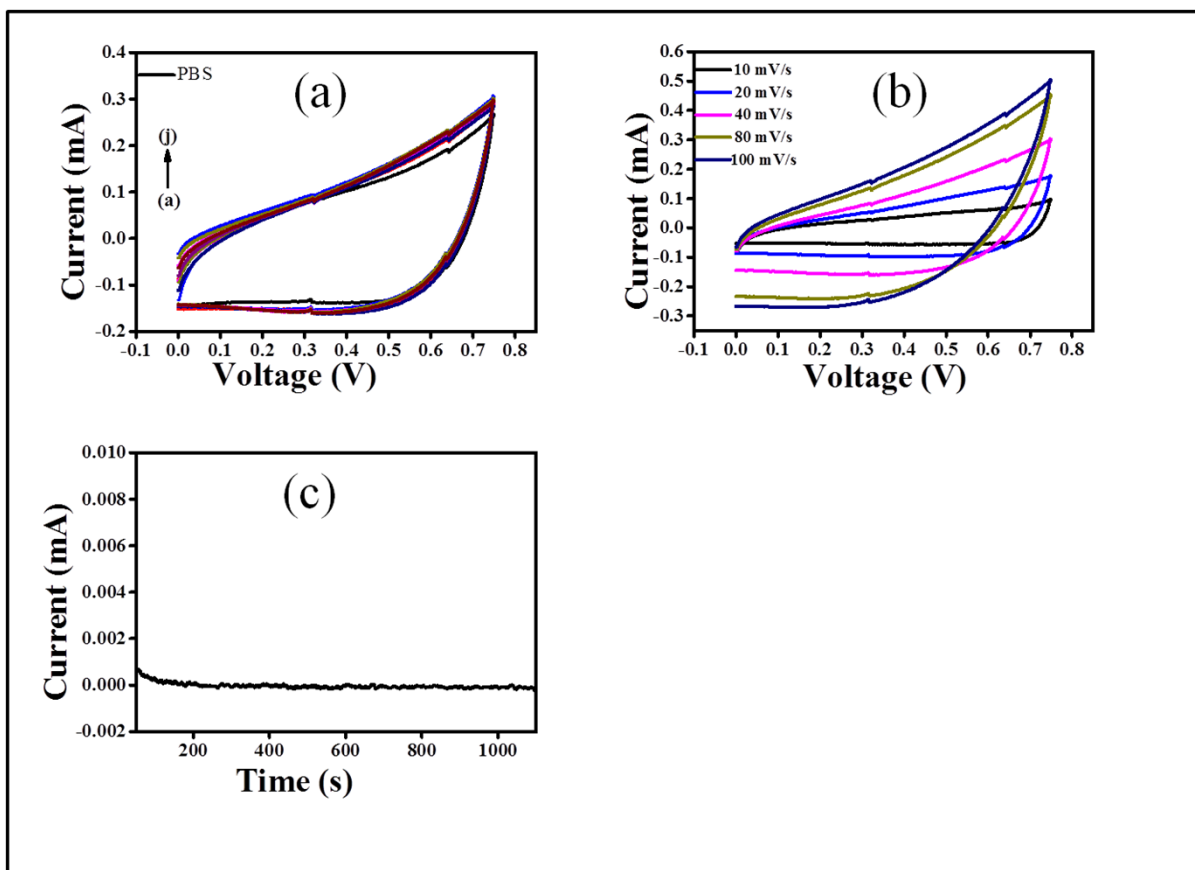 (a)
PBS
(j)
(a)
Current (mA)
0.4
0.3
0.2
0.1
0.0
-0.1
-0.2
-0.1 0.0 0.1 0.2 0.3 0.4 0.5 0.6 0.7 0.8
Voltage (V)
(b)
10 mV/s
20 mV/s
40 mV/s
80 mV/s
100 mV/s
Current (mA)
0.6
0.5
0.4
0.3
0.2
0.1
0.0
-0.1
-0.2
-0.3
-0.1 0.0 0.1 0.2 0.3 0.4 0.5 0.6 0.7 0.8
Voltage (V)
(c)
Current (mA)
0.010
0.008
0.006
0.004
0.002
0.000
-0.002
200 400 600 800 1000
Time (s)